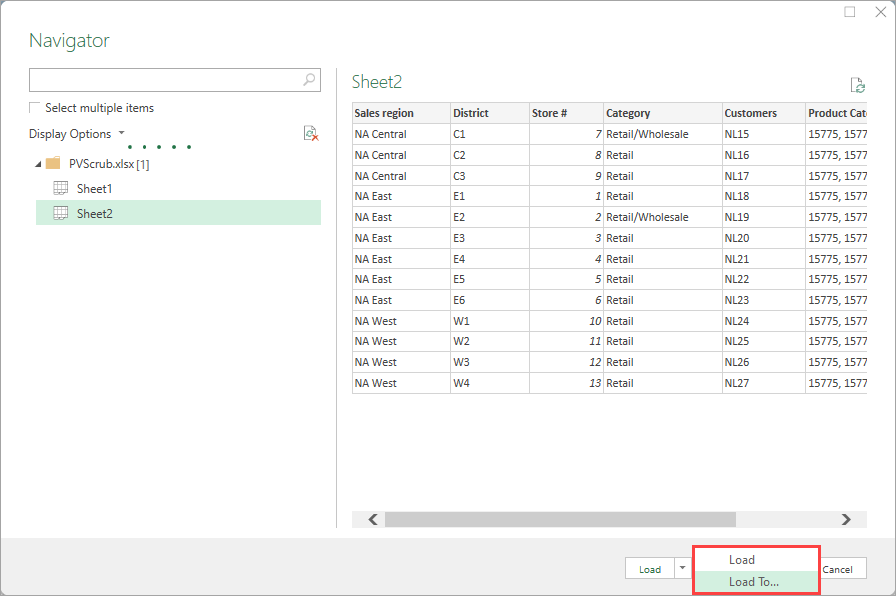 Navigator
Select multiple items
Display Options
PVScrub.xlsx [1]
Sheet1
Sheet2
Sheet2
Sales region District Store # Category Customers Product Cat
NA Central C1 7 Retail/Wholesale NL15 15775, 1577
NA Central C2 8 Retail NL16 15775, 1577
NA Central C3 9 Retail NL17 15775, 1577
NA East E1 1 Retail NL18 15775, 1577
NA East E2 2 Retail/Wholesale NL19 15775, 1577
NA East E3 3 Retail NL20 15775, 1577
NA East E4 4 Retail NL21 15775, 1577
NA East E5 5 Retail NL22 15775, 1577
NA East E6 6 Retail NL23 15775, 1577
NA West W1 10 Retail NL24 15775, 1577
NA West W2 11 Retail NL25 15775, 1577
NA West W3 12 Retail NL26 15775, 1577
NA West W4 13 Retail NL27 15775, 1577
Load
Load
Load To...
Cancel